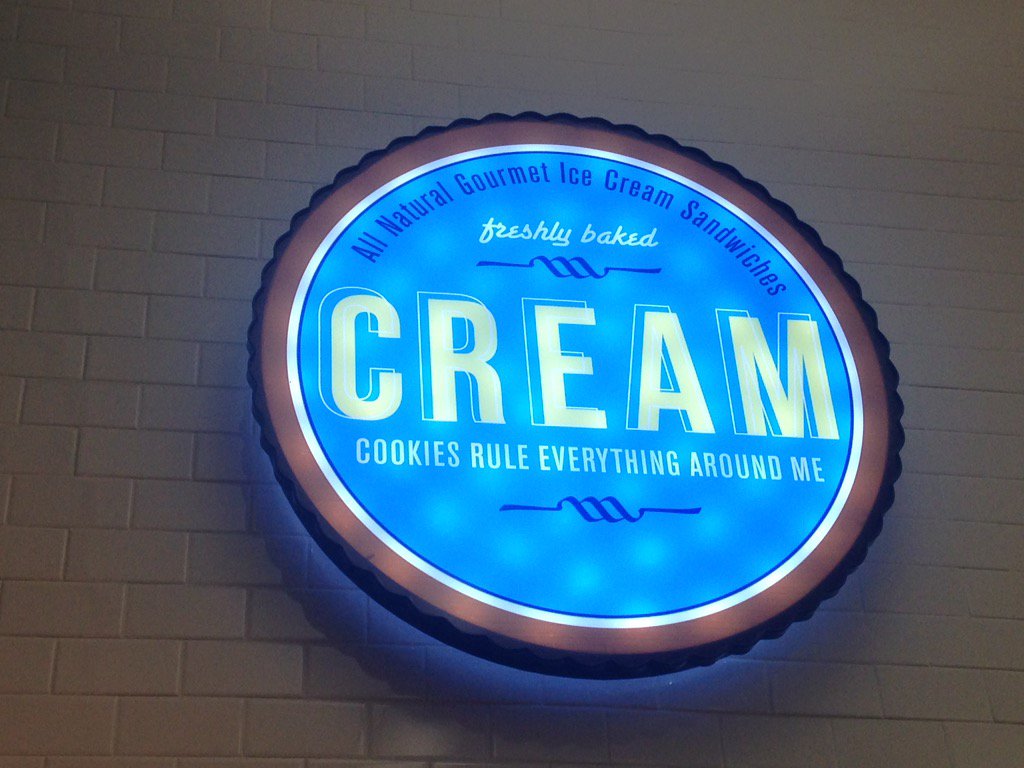 All Natural Gourmet Ice Cream Sandwiches
freshly baked
CREAM
COOKIES RULE EVERYTHING AROUND ME